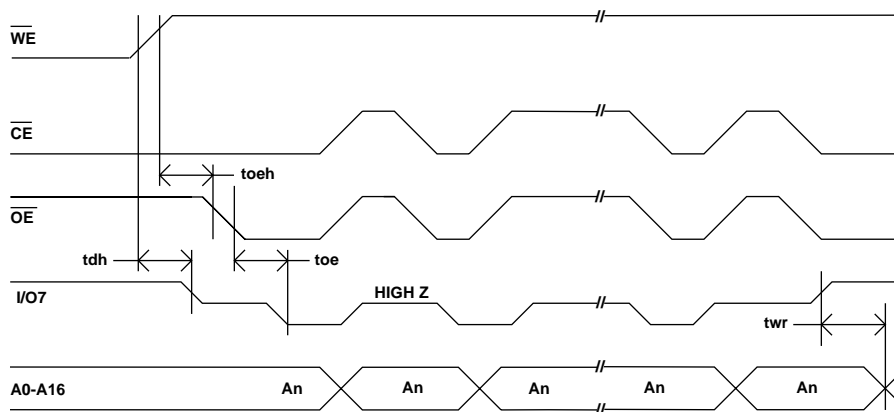 WE
CE
toeh
OE
tdh
toe
I/O7
HIGH Z
twr
A0-A16
An
An
An
An
An